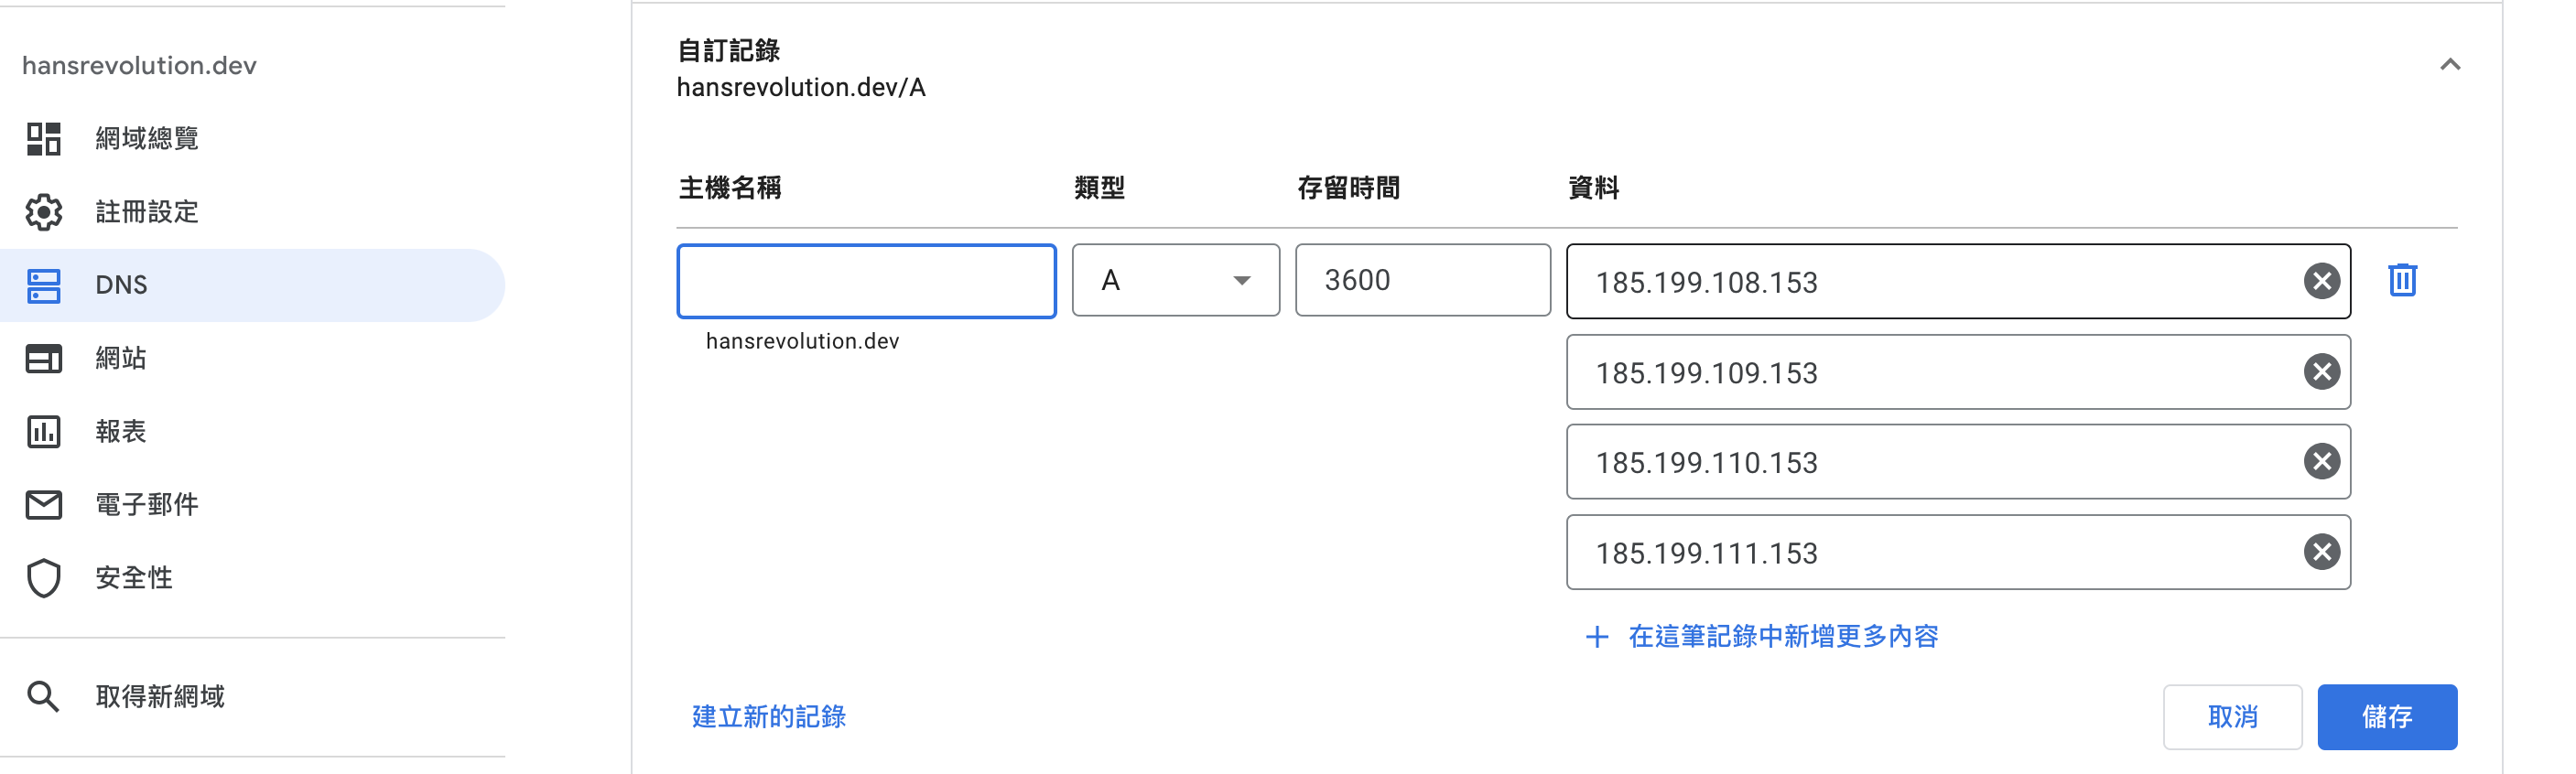 hansrevolution.dev
網域總覽
註冊設定
DNS
網站
報表
電子郵件
安全性
取得新網域
自訂記錄
hansrevolution.dev/A
主機名稱 類型 存留時間 資料
A 3600 185.199.108.153
hansrevolution.dev
185.199.109.153
185.199.110.153
185.199.111.153
+ 在這筆記錄中新增更多內容
建立新的記錄
取消 儲存